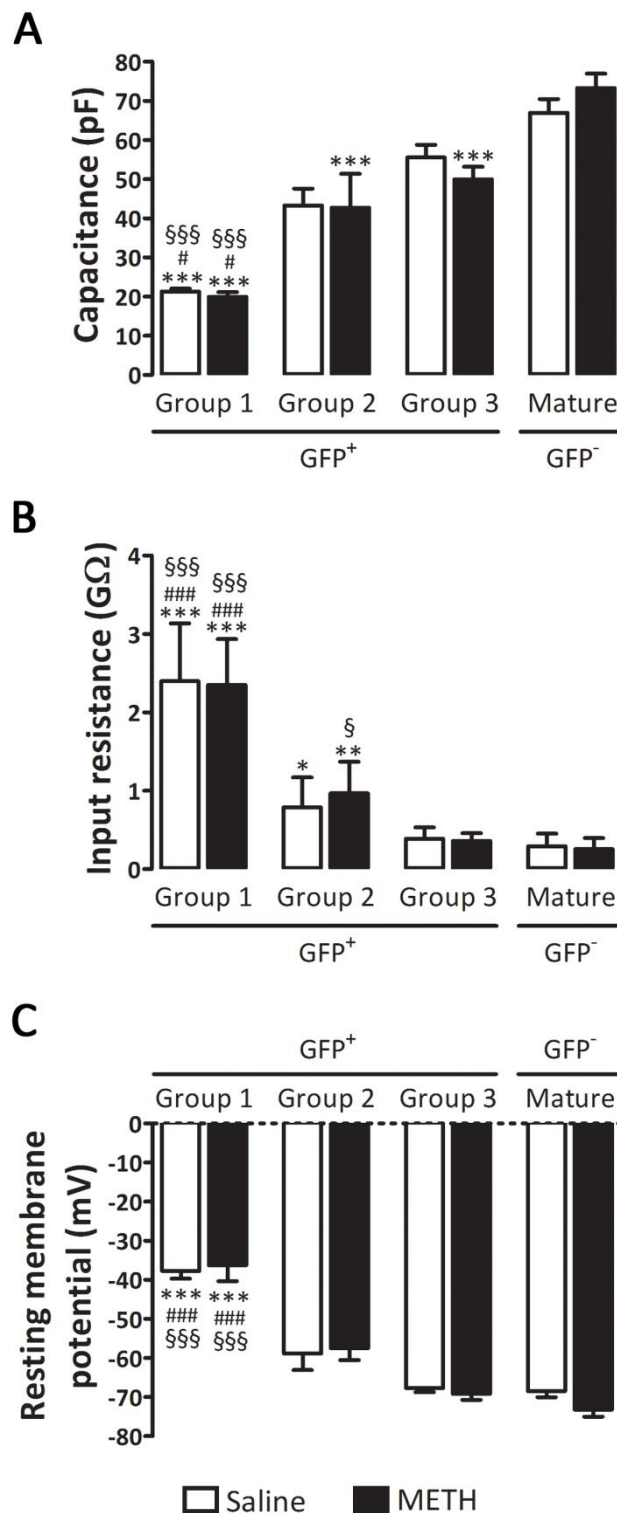 A
Capacitance (pF)
80
70
60
50
40
30
20
10
0
§§§ §§§
# #
*** ***
*** ***
Group 1 Group 2 Group 3 Mature
GFP⁺ GFP⁻
B
Input resistance (GΩ)
4
3
2
1
0
§§§ §§§
### ###
*** ***
§
* **
Group 1 Group 2 Group 3 Mature
GFP⁺ GFP⁻
C
GFP⁺ GFP⁻
Group 1 Group 2 Group 3 Mature
Resting membrane
potential (mV)
0
-10
-20
-30
-40
-50
-60
-70
-80
*** ***
### ###
§§§ §§§
Saline METH